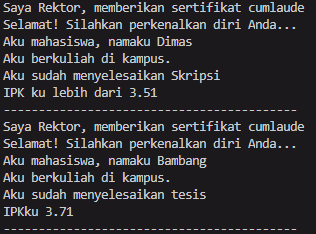 Saya Rektor, memberikan sertifikat cumlaude
Selamat! Silahkan perkenalkan diri Anda...
Aku mahasiswa, namaku Dimas
Aku berkuliah di kampus.
Aku sudah menyelesaikan Skripsi
IPK ku lebih dari 3.51
-----------------------------------------
Saya Rektor, memberikan sertifikat cumlaude
Selamat! Silahkan perkenalkan diri Anda...
Aku mahasiswa, namaku Bambang
Aku berkuliah di kampus.
Aku sudah menyelesaikan tesis
IPKku 3.71
-----------------------------------------